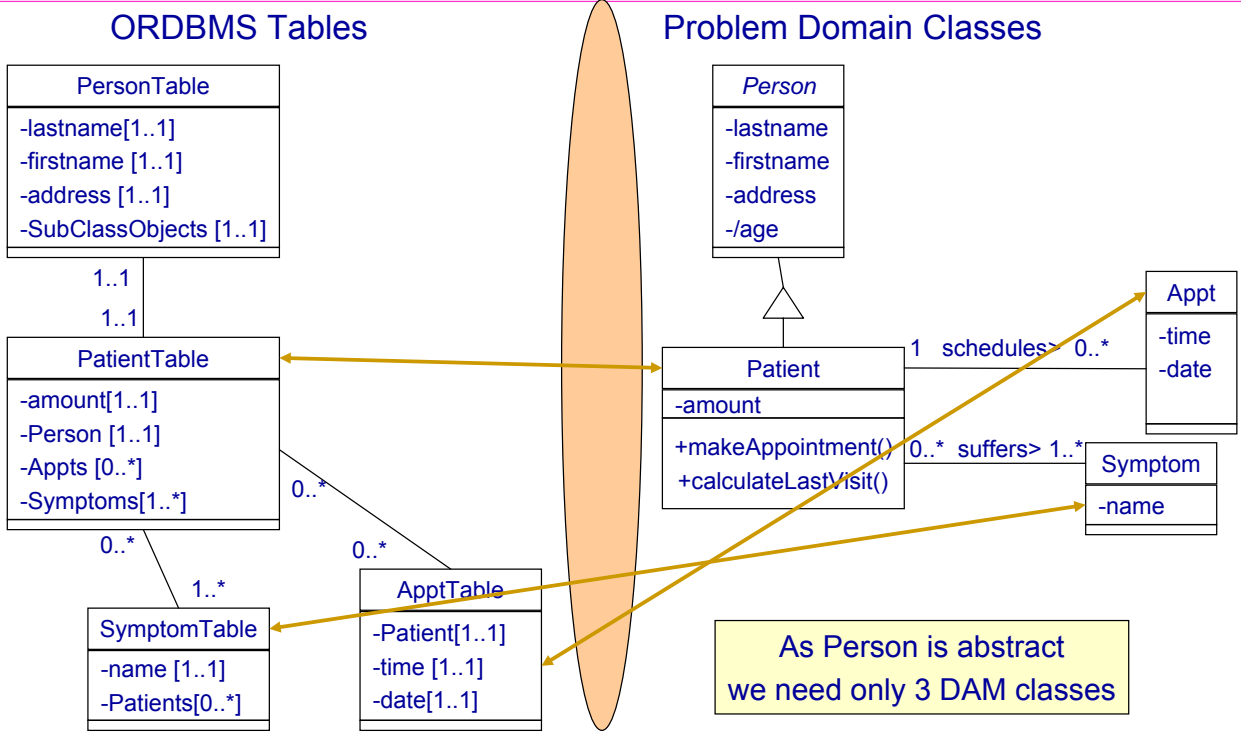 ORDBMS Tables
PersonTable
-lastname[1..1]
-firstname [1..1]
-address [1..1]
-SubClassObjects [1..1]
1..1
1..1
PatientTable
-amount[1..1]
-Person [1..1]
-Appts [0..*]
-Symptoms[1..*]
0..*
1..*
0..*
0..*
SymptomTable
-name [1..1]
-Patients[0..*]
ApptTable
-Patient[1..1]
-time [1..1]
-date[1..1]
Problem Domain Classes
Person
-lastname
-firstname
-address
-/age
Patient
-amount
+makeAppointment()
+calculateLastVisit()
1 schedules> 0..*
Appt
-time
-date
0..* suffers> 1..*
Symptom
-name
As Person is abstract
we need only 3 DAM classes